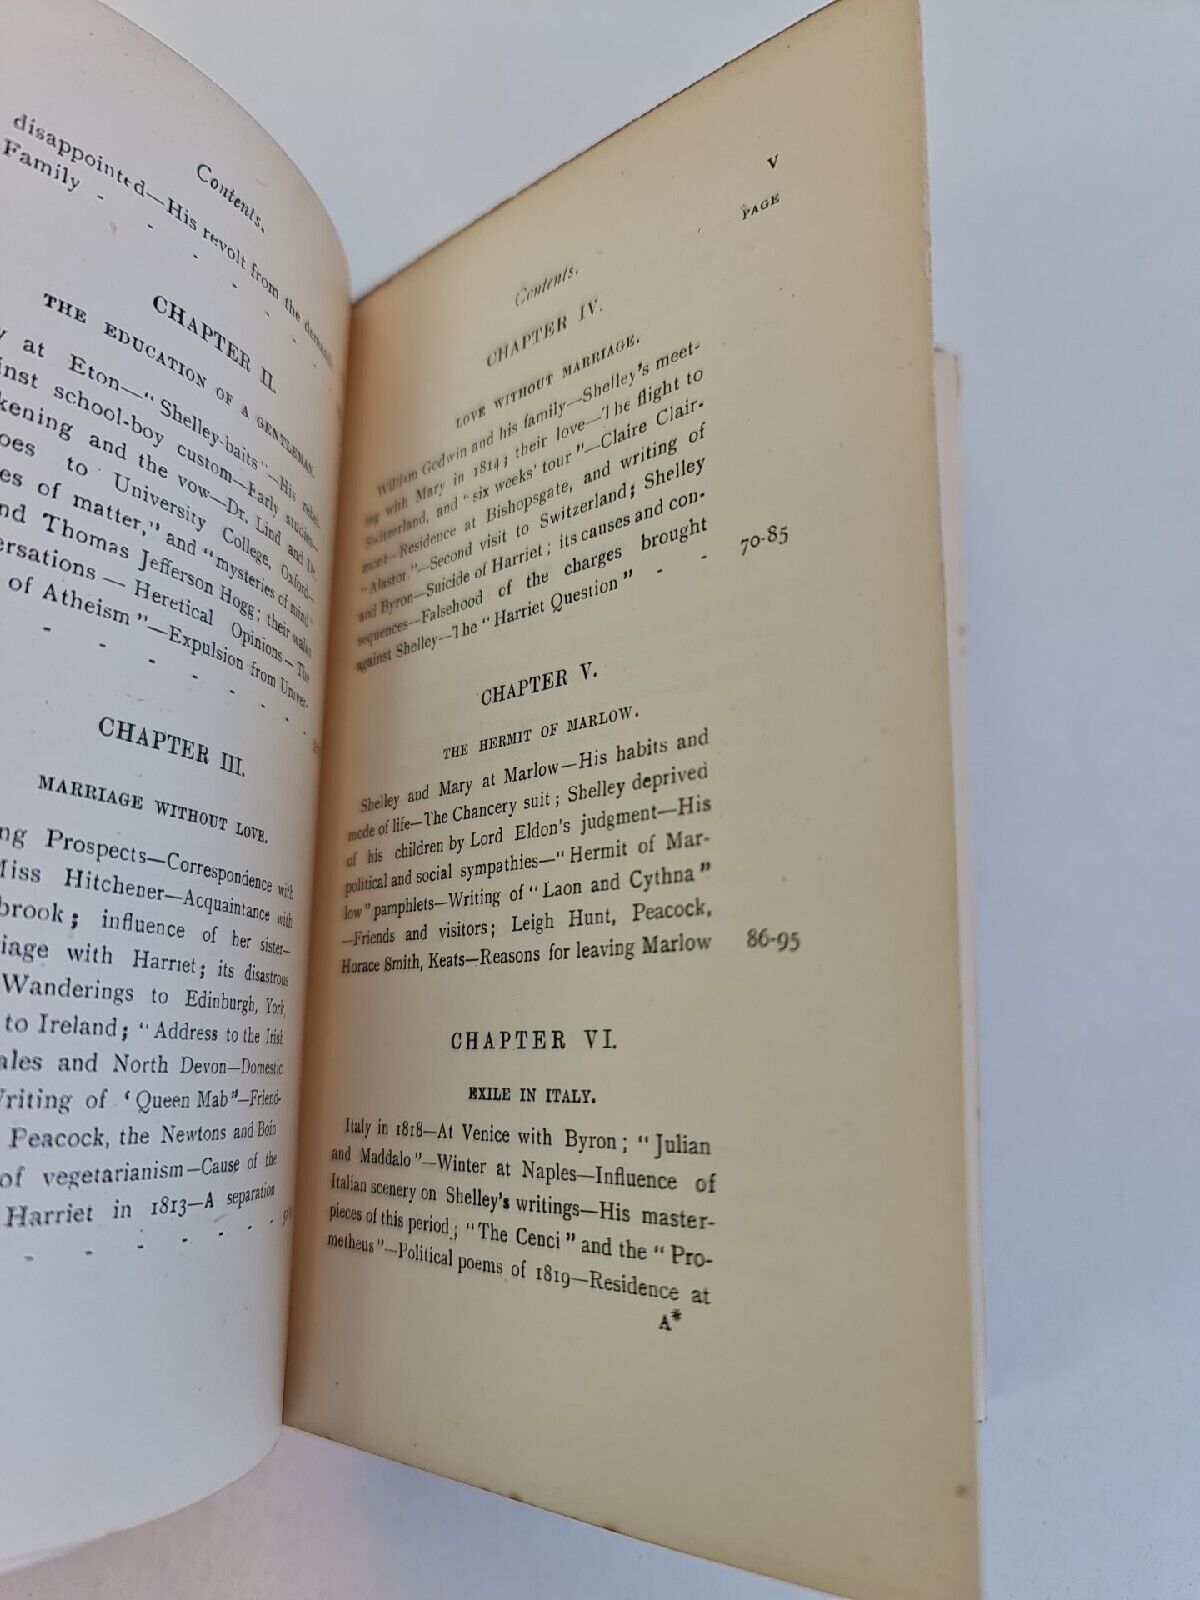 Contents.
disappointed—His revolt from the
Family - - - - -
CHAPTER II.
THE EDUCATION OF A GENTLEMAN.
at Eton—"Shelley-baits"—His rebel-
school-boy custom—Early studies—
and the vow—Dr. Lind and Dr.
to University College, Oxford—
of matter," and "mysteries of mind"
Thomas Jefferson Hogg; their walks
— Heretical Opinions—The
of Atheism"—Expulsion from Univer-
- - - - - - -
CHAPTER III.
MARRIAGE WITHOUT LOVE.
Prospects—Correspondence with
Miss Hitchener—Acquaintance with
brook; influence of her sister—
with Harriet; its disastrous
Wanderings to Edinburgh, York,
to Ireland; "Address to the Irish
and North Devon—Domestic
Writing of 'Queen Mab"—Friend-
Peacock, the Newtons and Boin
of vegetarianism—Cause of the
Harriet in 1813—A separation
- - - - - -
Contents. V
PAGE
CHAPTER IV.
LOVE WITHOUT MARRIAGE.
William Godwin and his family—Shelley's meet-
ing with Mary in 1814; their love—The flight to
Switzerland, and "six weeks' tour"—Claire Clair-
mont—Residence at Bishopsgate, and writing of
"Alastor."—Second visit to Switzerland; Shelley
and Byron—Suicide of Harriet; its causes and con-
sequences—Falsehood of the charges brought
against Shelley—The "Harriet Question" - - 70-85
CHAPTER V.
THE HERMIT OF MARLOW.
Shelley and Mary at Marlow—His habits and
mode of life—The Chancery suit; Shelley deprived
of his children by Lord Eldon's judgment—His
political and social sympathies—"Hermit of Mar-
low" pamphlets—Writing of "Laon and Cythna"
—Friends and visitors; Leigh Hunt, Peacock,
Horace Smith, Keats—Reasons for leaving Marlow 86-95
CHAPTER VI.
EXILE IN ITALY.
Italy in 1818—At Venice with Byron; "Julian
and Maddalo"—Winter at Naples—Influence of
Italian scenery on Shelley's writings—His master-
pieces of this period; "The Cenci" and the "Pro-
metheus"—Political poems of 1819—Residence at
A*